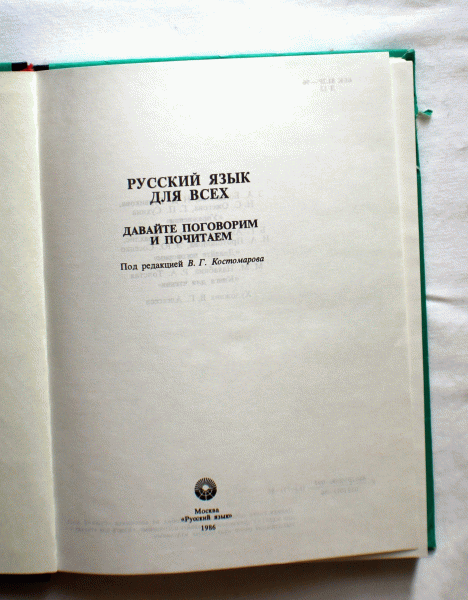 РУССКИЙ ЯЗЫК
ДЛЯ ВСЕХ
ДАВАЙТЕ ПОГОВОРИМ
И ПОЧИТАЕМ
Под редакцией В. Г. Костомарова
Москва
«Русский язык»
1986